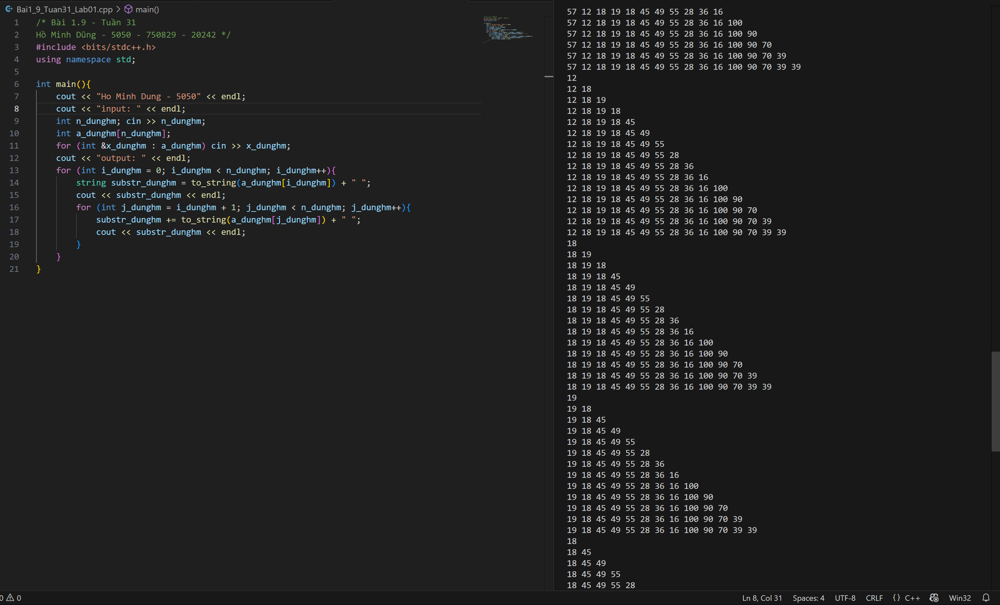 Bai1_9_Tuan31_Lab01.cpp > main()
1 /* Bài 1.9 - Tuần 31
2 Hồ Minh Dũng - 5050 - 750829 - 20242 */
3 #include <bits/stdc++.h>
4 using namespace std;
5
6 int main(){
7 cout << "Ho Minh Dung - 5050" << endl;
8 cout << "input: " << endl;
9 int n_dunghm; cin >> n_dunghm;
10 int a_dunghm[n_dunghm];
11 for (int &x_dunghm : a_dunghm) cin >> x_dunghm;
12 cout << "output: " << endl;
13 for (int i_dunghm = 0; i_dunghm < n_dunghm; i_dunghm++){
14 string substr_dunghm = to_string(a_dunghm[i_dunghm]) + " ";
15 cout << substr_dunghm << endl;
16 for (int j_dunghm = i_dunghm + 1; j_dunghm < n_dunghm; j_dunghm++){
17 substr_dunghm += to_string(a_dunghm[j_dunghm]) + " ";
18 cout << substr_dunghm << endl;
19 }
20 }
21 }
57 12 18 19 18 45 49 55 28 36 16
57 12 18 19 18 45 49 55 28 36 16 100
57 12 18 19 18 45 49 55 28 36 16 100 90
57 12 18 19 18 45 49 55 28 36 16 100 90 70
57 12 18 19 18 45 49 55 28 36 16 100 90 70 39
57 12 18 19 18 45 49 55 28 36 16 100 90 70 39 39
12
12 18
12 18 19
12 18 19 18
12 18 19 18 45
12 18 19 18 45 49
12 18 19 18 45 49 55
12 18 19 18 45 49 55 28
12 18 19 18 45 49 55 28 36
12 18 19 18 45 49 55 28 36 16
12 18 19 18 45 49 55 28 36 16 100
12 18 19 18 45 49 55 28 36 16 100 90
12 18 19 18 45 49 55 28 36 16 100 90 70
12 18 19 18 45 49 55 28 36 16 100 90 70 39
12 18 19 18 45 49 55 28 36 16 100 90 70 39 39
18
18 19
18 19 18
18 19 18 45
18 19 18 45 49
18 19 18 45 49 55
18 19 18 45 49 55 28
18 19 18 45 49 55 28 36
18 19 18 45 49 55 28 36 16
18 19 18 45 49 55 28 36 16 100
18 19 18 45 49 55 28 36 16 100 90
18 19 18 45 49 55 28 36 16 100 90 70
18 19 18 45 49 55 28 36 16 100 90 70 39
18 19 18 45 49 55 28 36 16 100 90 70 39 39
19
19 18
19 18 45
19 18 45 49
19 18 45 49 55
19 18 45 49 55 28
19 18 45 49 55 28 36
19 18 45 49 55 28 36 16
19 18 45 49 55 28 36 16 100
19 18 45 49 55 28 36 16 100 90
19 18 45 49 55 28 36 16 100 90 70
19 18 45 49 55 28 36 16 100 90 70 39
19 18 45 49 55 28 36 16 100 90 70 39 39
18
18 45
18 45 49
18 45 49 55
18 45 49 55 28
0 0 Ln 8, Col 31 Spaces: 4 UTF-8 CRLF {} C++ Win32